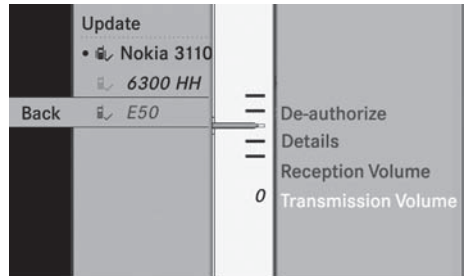 Update
• Nokia 3110
6300 HH
Back
E50
De-authorize
Details
Reception Volume
0
Transmission Volume